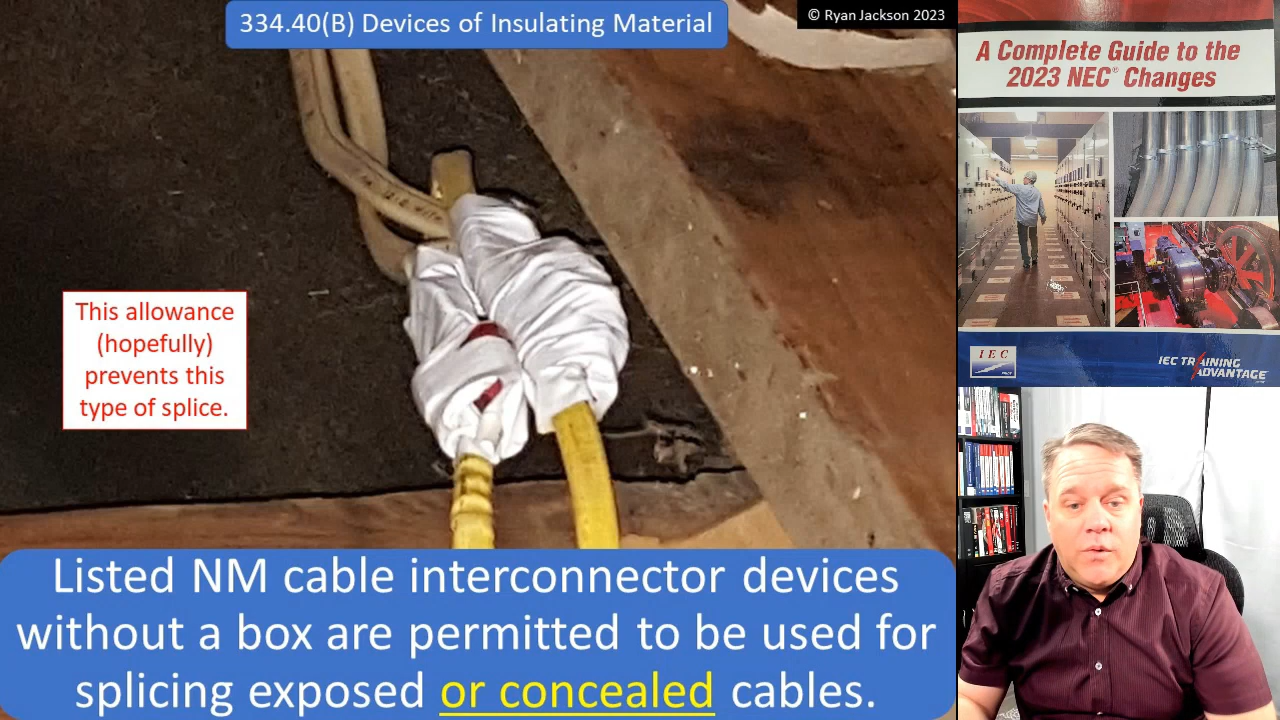 334.40(B) Devices of Insulating Material
© Ryan Jackson 2023
This allowance
(hopefully)
prevents this
type of splice.
Listed NM cable interconnector devices
without a box are permitted to be used for
splicing exposed or concealed cables.
A Complete Guide to the
2023 NEC® Changes
IEC
IEC TRAINING
ADVANTAGE